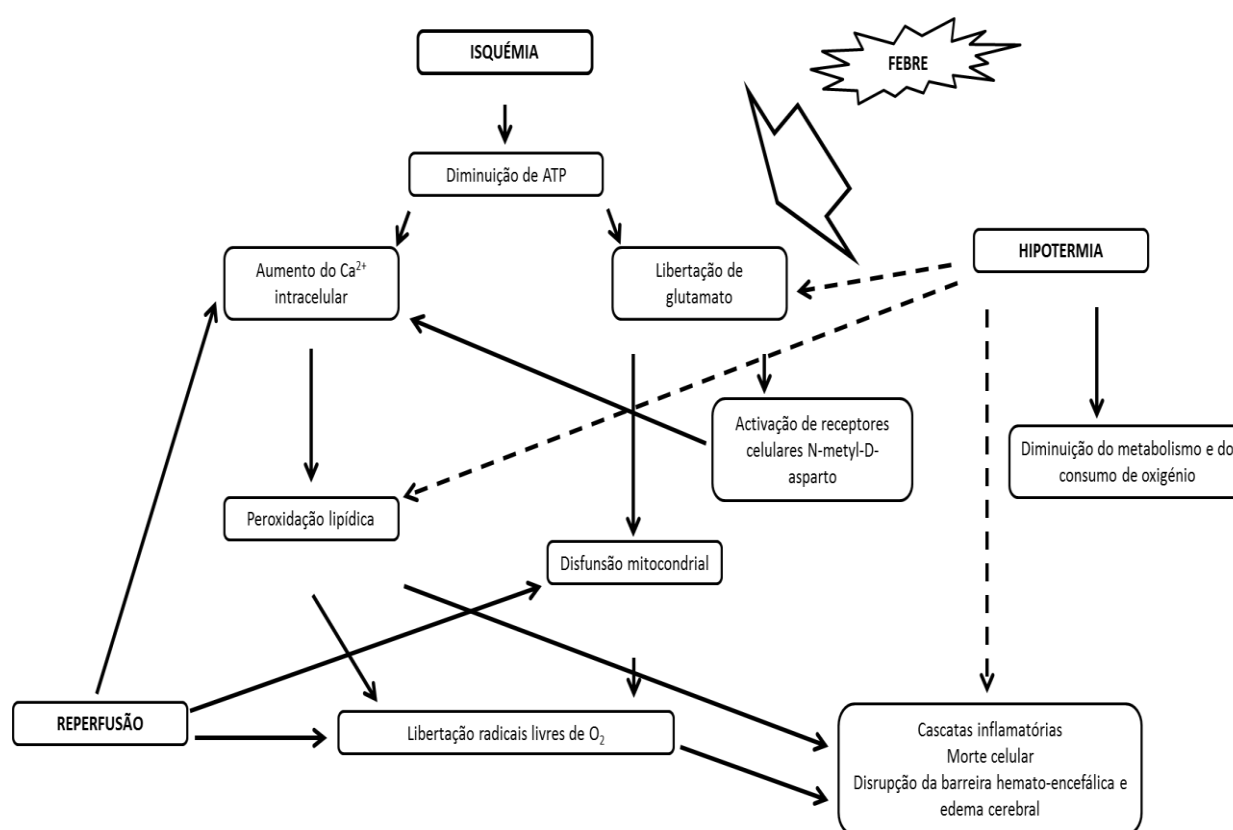 ISQUÉMIA
FEBRE
Diminuição de ATP
Aumento do Ca²⁺
intracelular
Libertação de
glutamato
HIPOTERMIA
Activação de receptores
celulares N-metyl-D-
asparto
Diminuição do metabolismo e do
consumo de oxigénio
Peroxidação lipídica
Disfunsão mitocondrial
REPERFUSÃO
Libertação radicais livres de O₂
Cascatas inflamatórias
Morte celular
Disrupção da barreira hemato-encefálica e
edema cerebral